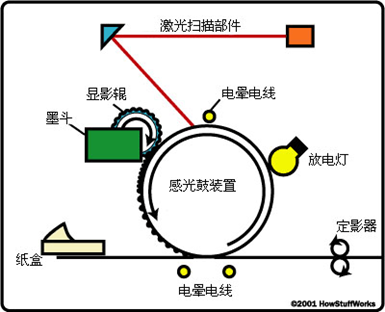 激光扫描部件
显影辊
电晕电线
墨斗
放电灯
感光鼓装置
定影器
纸盒
电晕电线
©2001 HowStuffWorks